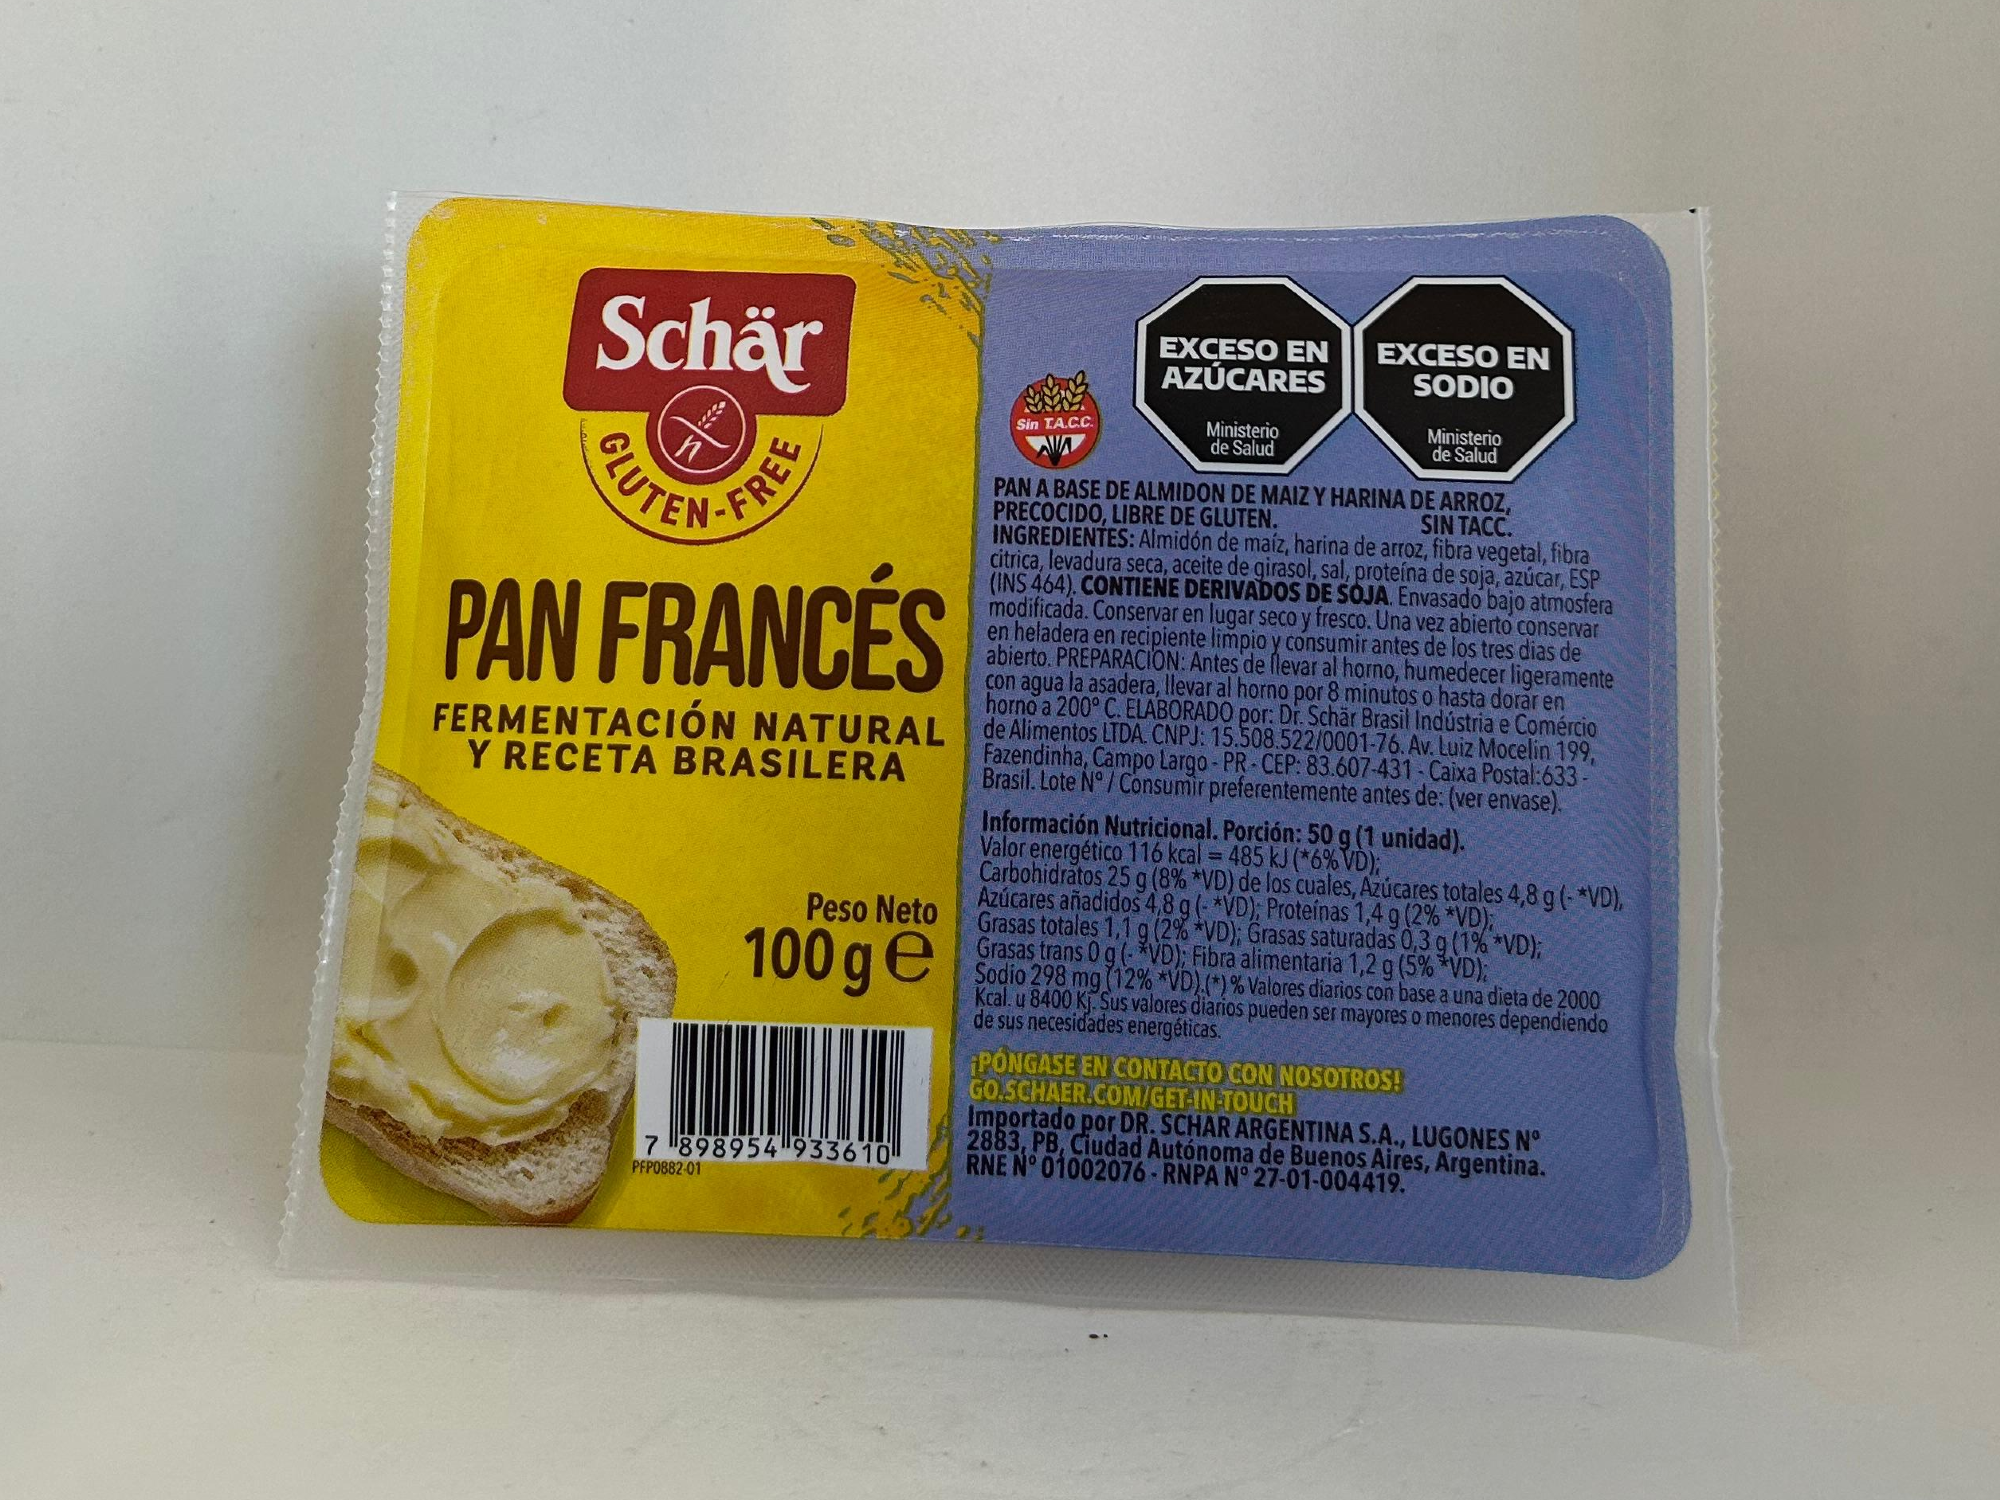 Schär
GLUTEN-FREE
PAN FRANCÉS
FERMENTACIÓN NATURAL
Y RECETA BRASILERA
Peso Neto
100 g e
7 898954 933610
PFP0882-01
EXCESO EN
AZÚCARES
Ministerio
de Salud
EXCESO EN
SODIO
Ministerio
de Salud
Sin T.A.C.C.
PAN A BASE DE ALMIDON DE MAIZ Y HARINA DE ARROZ,
PRECOCIDO, LIBRE DE GLUTEN. SIN TACC.
INGREDIENTES: Almidón de maíz, harina de arroz, fibra vegetal, fibra
citrica, levadura seca, aceite de girasol, sal, proteína de soja, azúcar, ESP
(INS 464). CONTIENE DERIVADOS DE SOJA. Envasado bajo atmosfera
modificada. Conservar en lugar seco y fresco. Una vez abierto conservar
en heladera en recipiente limpio y consumir antes de los tres dias de
abierto. PREPARACIÓN: Antes de llevar al horno, humedecer ligeramente
con agua la asadera, llevar al horno por 8 minutos o hasta dorar en
horno a 200° C. ELABORADO por: Dr. Schär Brasil Indústria e Comércio
de Alimentos LTDA. CNPJ: 15.508.522/0001-76. Av. Luiz Mocelin 199,
Fazendinha, Campo Largo - PR - CEP: 83.607-431 - Caixa Postal:633 -
Brasil. Lote Nº / Consumir preferentemente antes de: (ver envase).
Información Nutricional. Porción: 50 g (1 unidad).
Valor energético 116 kcal = 485 kJ (*6% VD);
Carbohidratos 25 g (8% *VD) de los cuales, Azúcares totales 4,8 g (- *VD),
Azúcares añadidos 4,8 g (- *VD); Proteínas 1,4 g (2% *VD);
Grasas totales 1,1 g (2% *VD); Grasas saturadas 0,3 g (1% *VD);
Grasas trans 0 g (- *VD); Fibra alimentaria 1,2 g (5% *VD);
Sodio 298 mg (12% *VD).(*) % Valores diarios con base a una dieta de 2000
Kcal. u 8400 Kj. Sus valores diarios pueden ser mayores o menores dependiendo
de sus necesidades energéticas.
¡PÓNGASE EN CONTACTO CON NOSOTROS!
GO.SCHAER.COM/GET-IN-TOUCH
Importado por DR. SCHAR ARGENTINA S.A., LUGONES Nº
2883, PB, Ciudad Autónoma de Buenos Aires, Argentina.
RNE Nº 01002076 - RNPA Nº 27-01-004419.